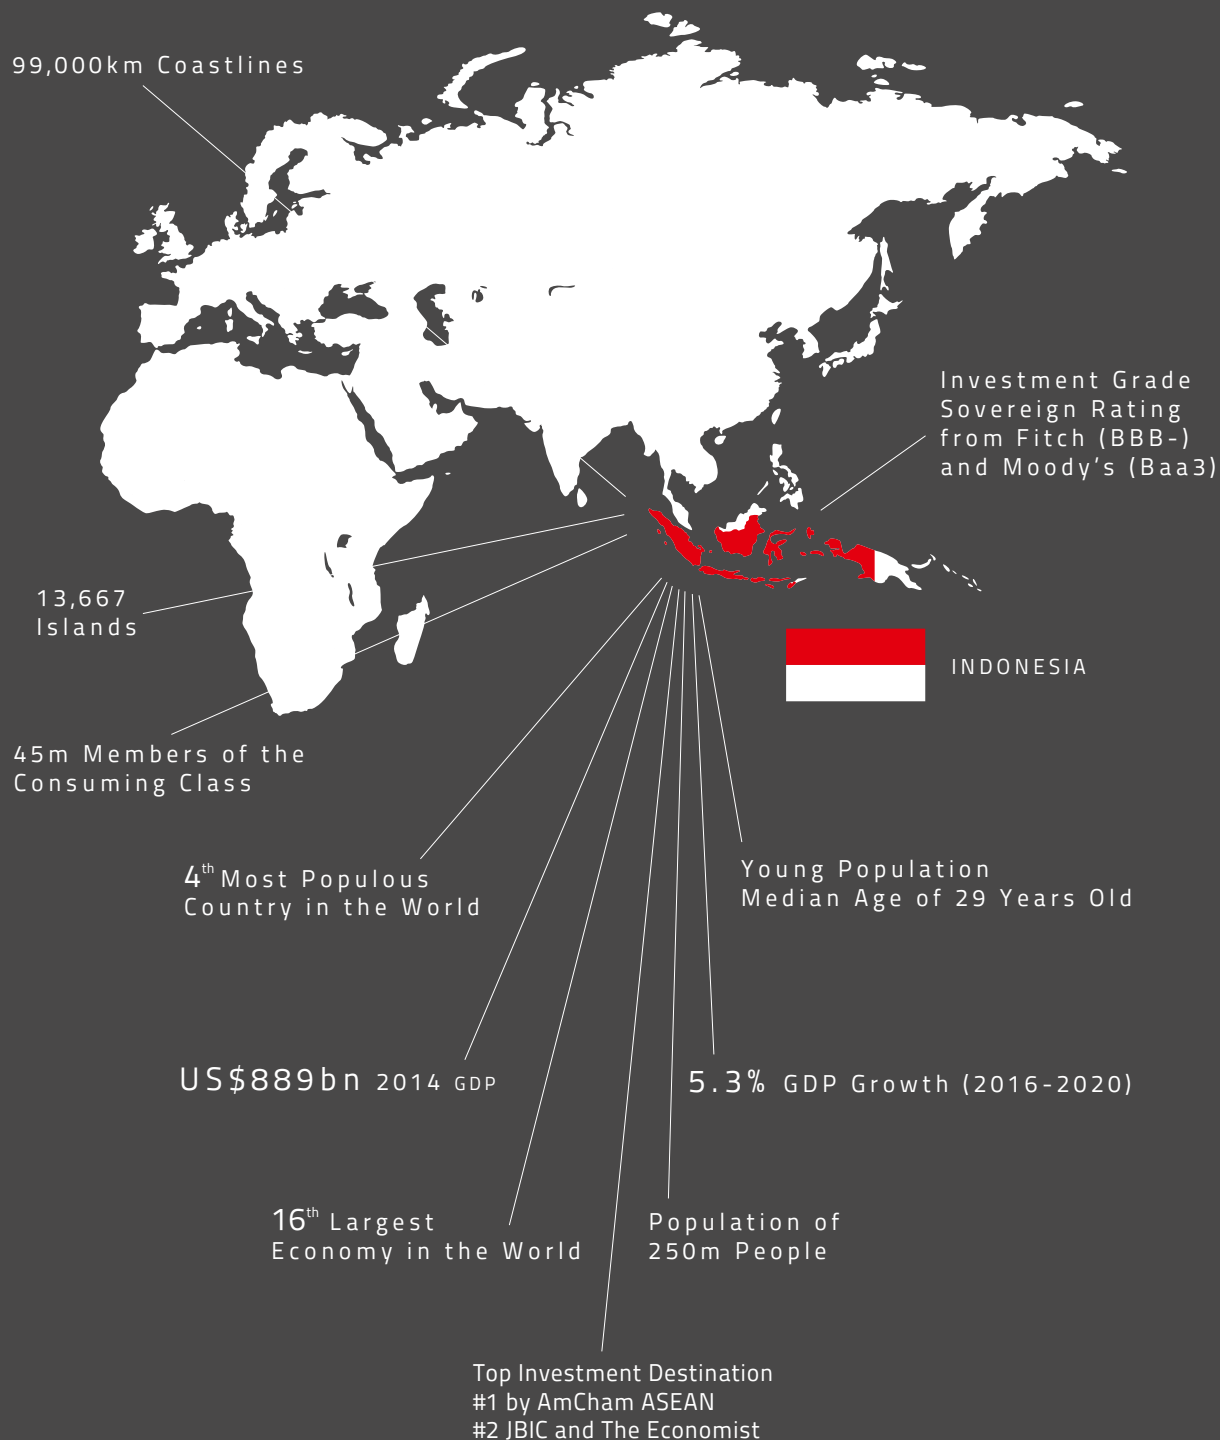 99,000km Coastlines
Investment Grade
Sovereign Rating
from Fitch (BBB-)
and Moody's (Baa3)
13,667
Islands
INDONESIA
45m Members of the
Consuming Class
4th Most Populous
Country in the World
Young Population
Median Age of 29 Years Old
US$889bn 2014 GDP
5.3% GDP Growth (2016-2020)
16th Largest
Economy in the World
Population of
250m People
Top Investment Destination
#1 by AmCham ASEAN
#2 JBIC and The Economist